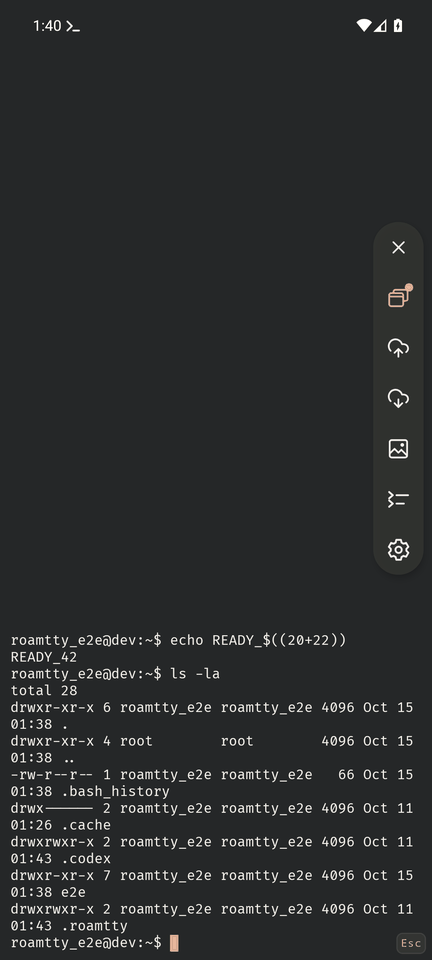 1:40
roamtty_e2e@dev:~$ echo READY_$((20+22))
READY_42
roamtty_e2e@dev:~$ ls -la
total 28
drwxr-xr-x 6 roamtty_e2e roamtty_e2e 4096 Oct 15
01:38 .
drwxr-xr-x 4 root        root        4096 Oct 15
01:38 ..
-rw-r--r-- 1 roamtty_e2e roamtty_e2e   66 Oct 15
01:38 .bash_history
drwx------ 2 roamtty_e2e roamtty_e2e 4096 Oct 11
01:26 .cache
drwxrwxr-x 2 roamtty_e2e roamtty_e2e 4096 Oct 11
01:43 .codex
drwxr-xr-x 7 roamtty_e2e roamtty_e2e 4096 Oct 15
01:38 e2e
drwxrwxr-x 2 roamtty_e2e roamtty_e2e 4096 Oct 11
01:43 .roamtty
roamtty_e2e@dev:~$
Esc